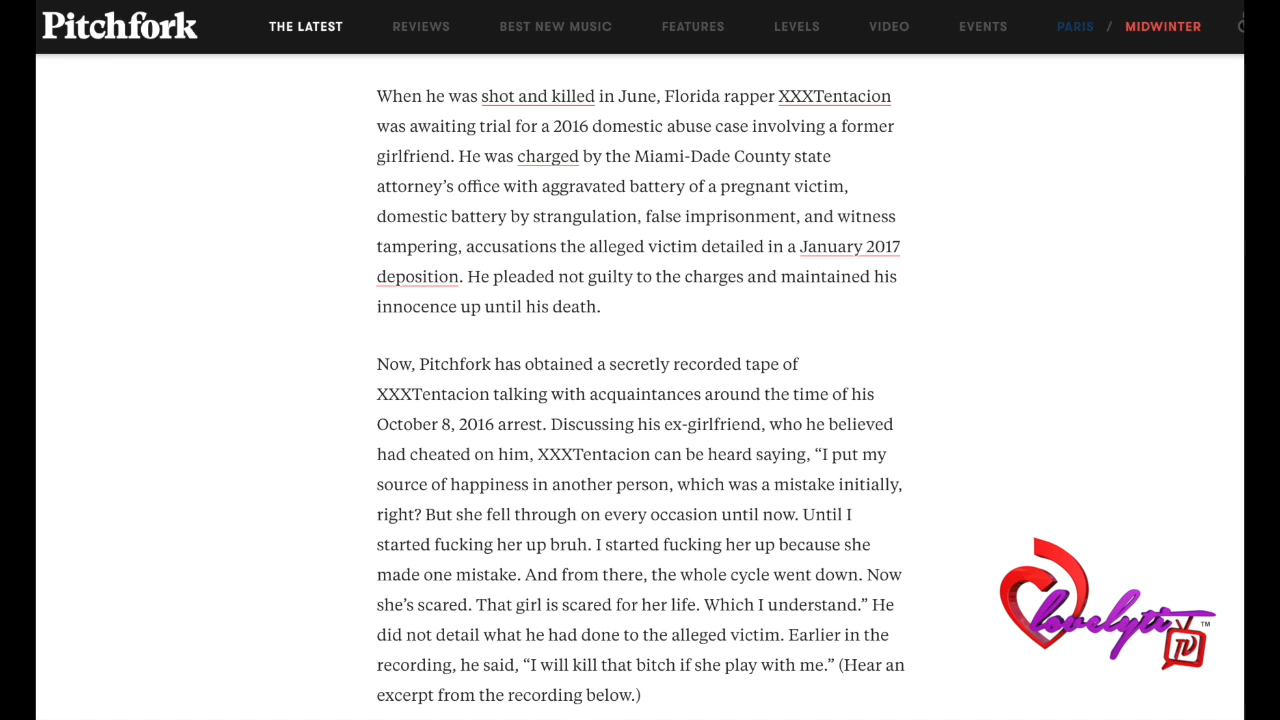 Pitchfork THE LATEST REVIEWS BEST NEW MUSIC FEATURES LEVELS VIDEO EVENTS PARIS / MIDWINTER
When he was shot and killed in June, Florida rapper XXXTentacion
was awaiting trial for a 2016 domestic abuse case involving a former
girlfriend. He was charged by the Miami-Dade County state
attorney’s office with aggravated battery of a pregnant victim,
domestic battery by strangulation, false imprisonment, and witness
tampering, accusations the alleged victim detailed in a January 2017
deposition. He pleaded not guilty to the charges and maintained his
innocence up until his death.
Now, Pitchfork has obtained a secretly recorded tape of
XXXTentacion talking with acquaintances around the time of his
October 8, 2016 arrest. Discussing his ex-girlfriend, who he believed
had cheated on him, XXXTentacion can be heard saying, “I put my
source of happiness in another person, which was a mistake initially,
right? But she fell through on every occasion until now. Until I
started fucking her up bruh. I started fucking her up because she
made one mistake. And from there, the whole cycle went down. Now
she’s scared. That girl is scared for her life. Which I understand.” He
did not detail what he had done to the alleged victim. Earlier in the
recording, he said, “I will kill that bitch if she play with me.” (Hear an
excerpt from the recording below.)
lovelyti ™
TV